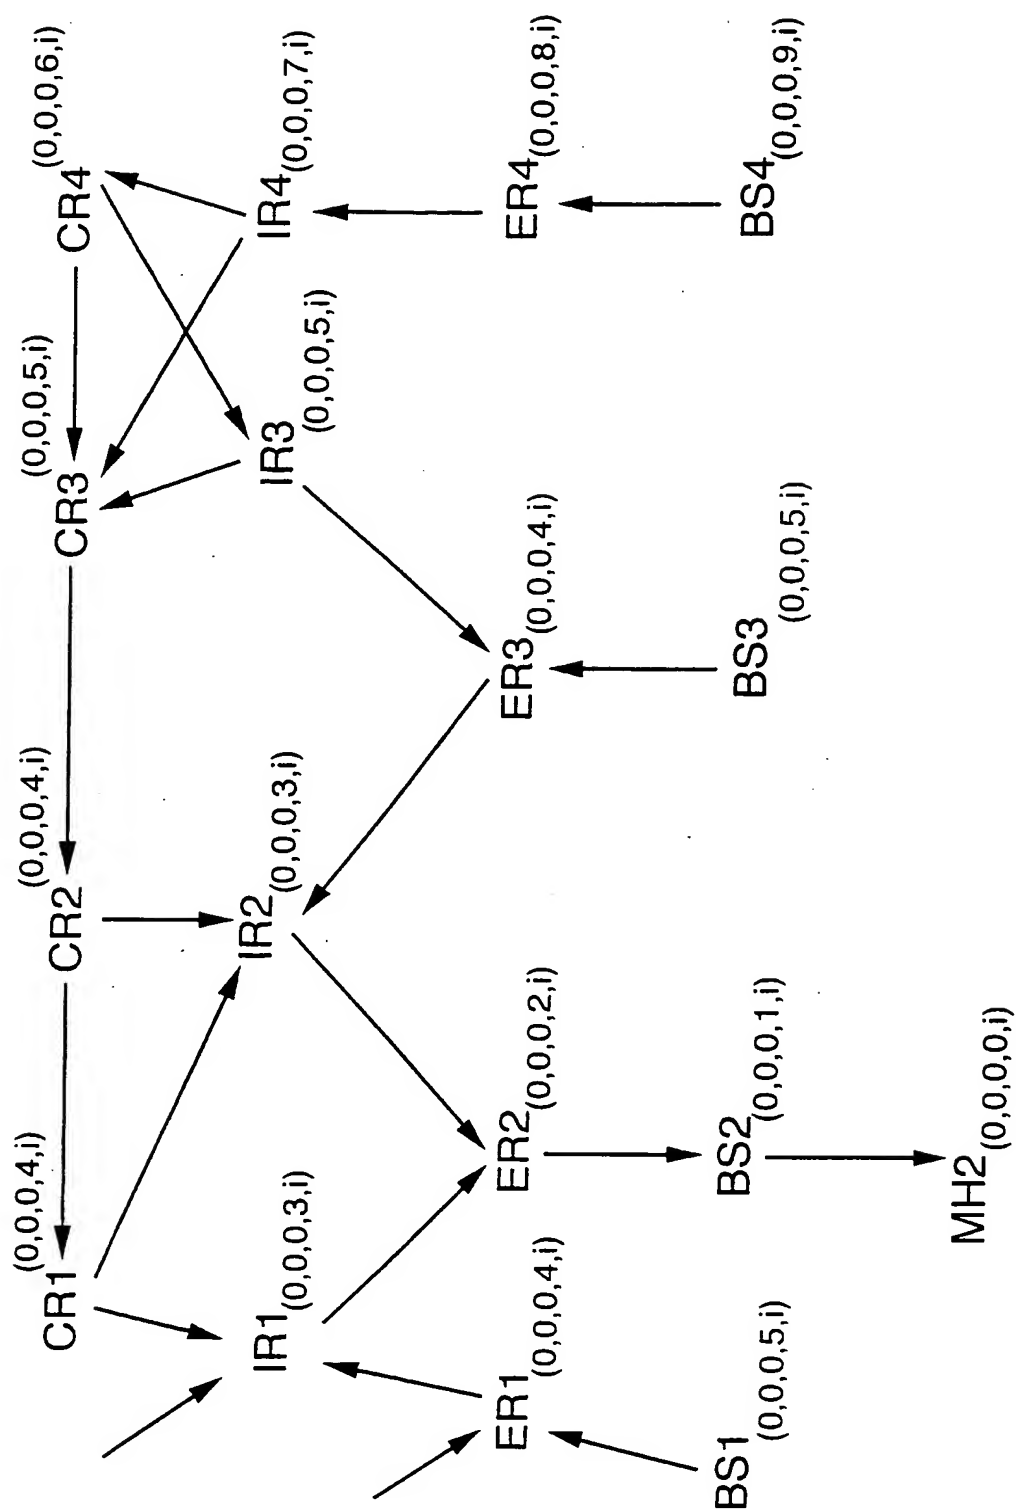 CR1 (0,0,0,4,i)
CR2 (0,0,0,4,i)
CR3 (0,0,0,5,i)
CR4 (0,0,0,6,i)
IR1 (0,0,0,3,i)
IR2 (0,0,0,3,i)
IR3 (0,0,0,5,i)
IR4 (0,0,0,7,i)
ER1 (0,0,0,4,i)
ER2 (0,0,0,2,i)
ER3 (0,0,0,4,i)
ER4 (0,0,0,8,i)
BS1 (0,0,0,5,i)
BS2 (0,0,0,1,i)
BS3 (0,0,0,5,i)
BS4 (0,0,0,9,i)
MH2 (0,0,0,0,i)